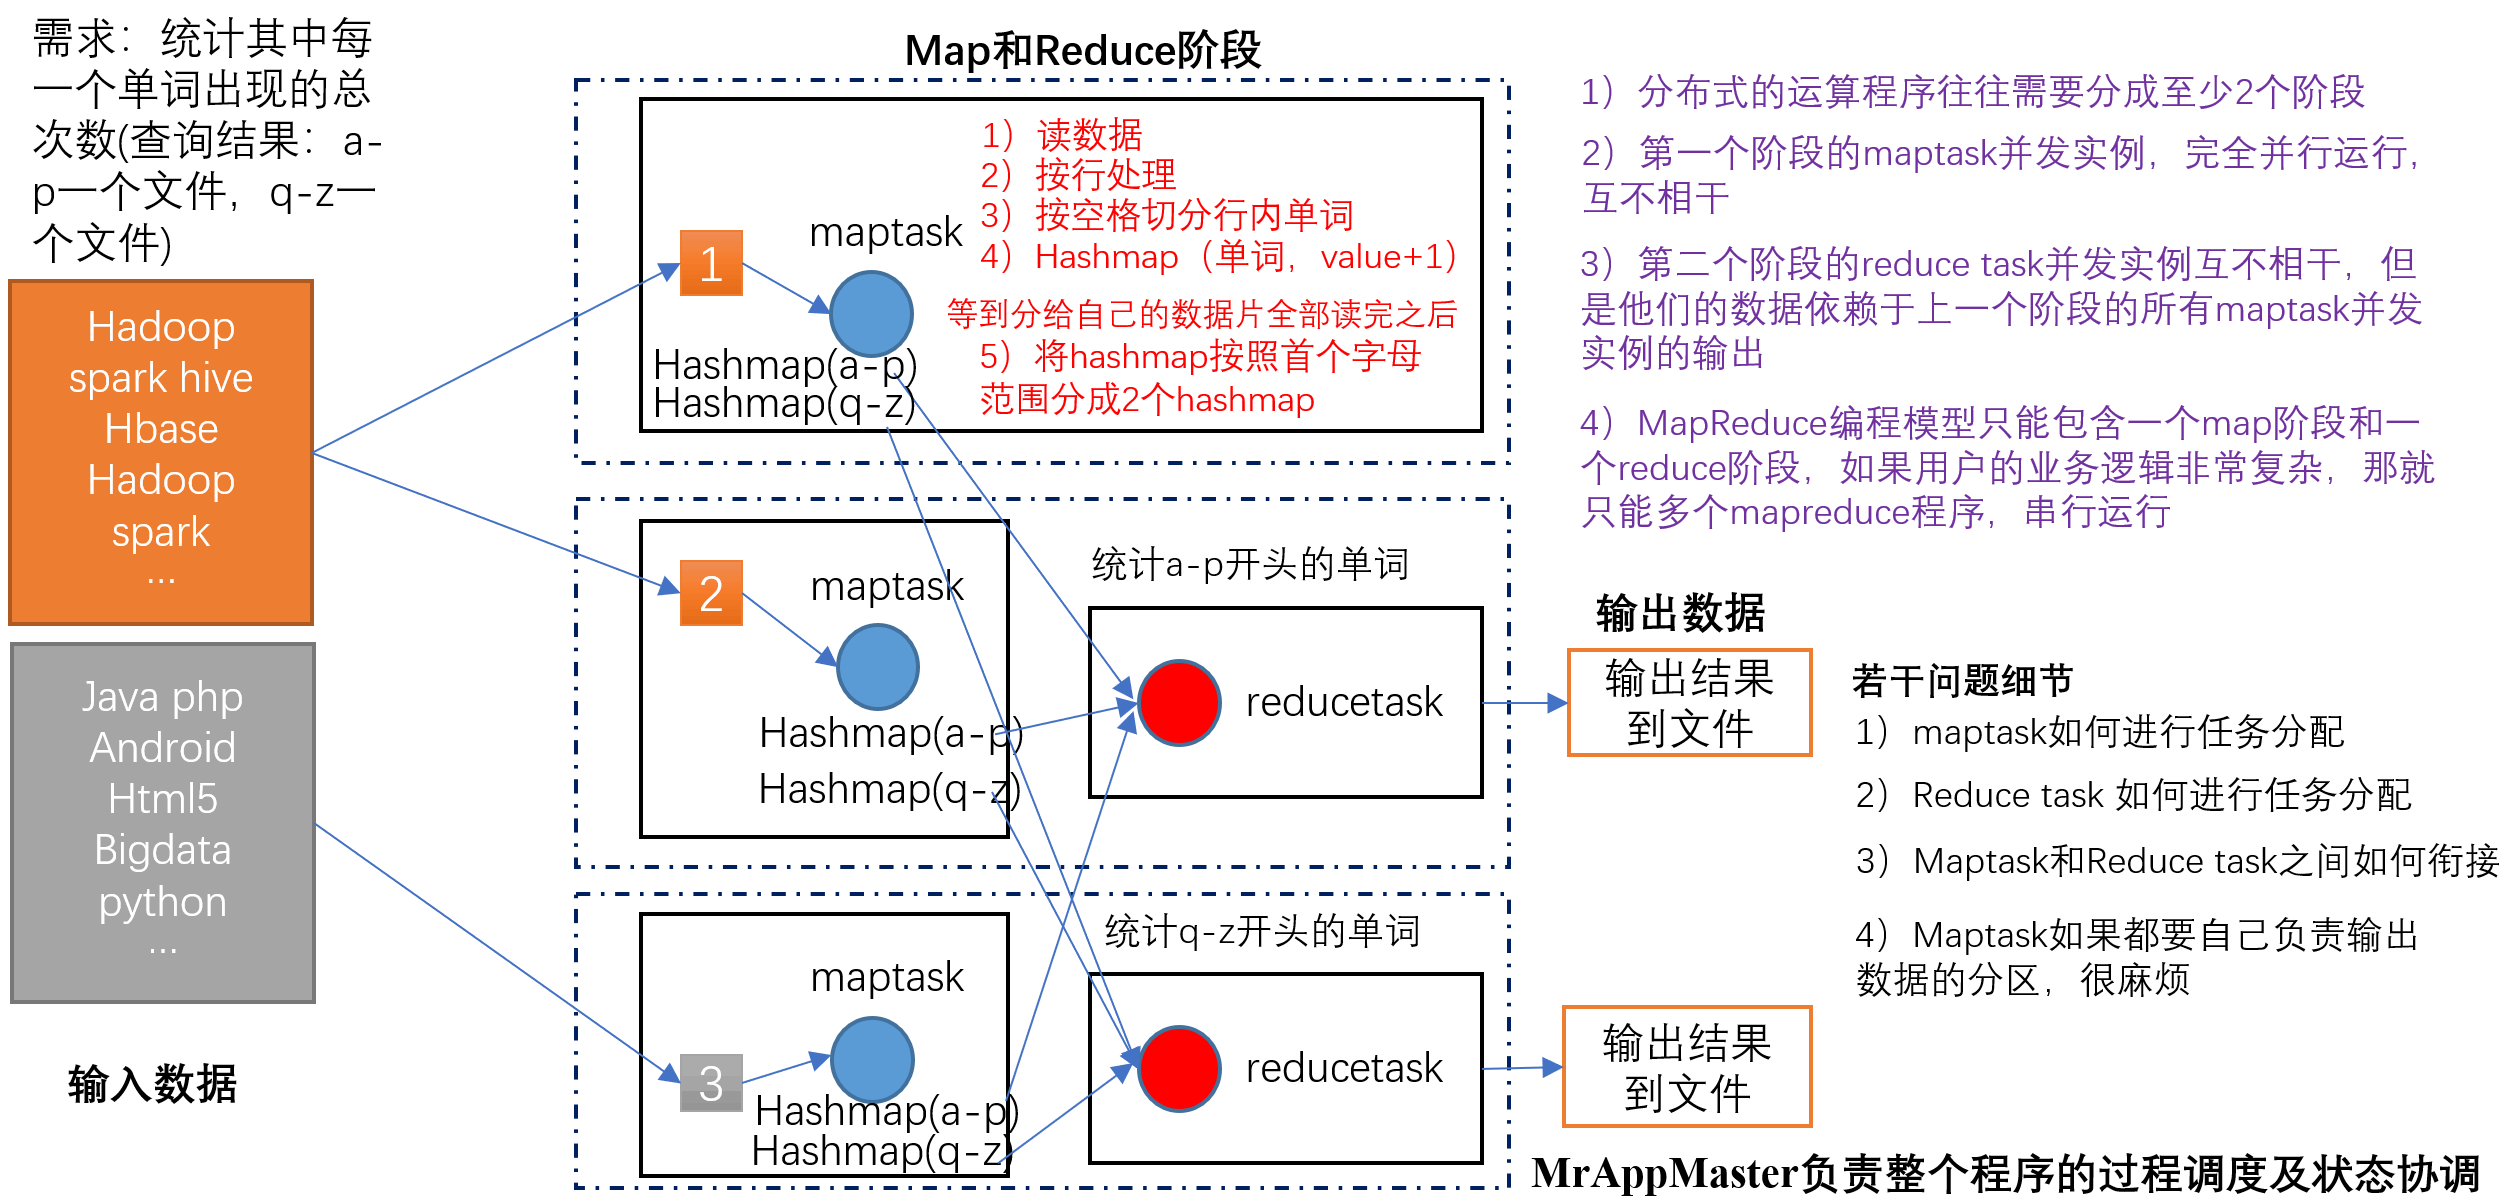 需求：统计其中每
一个单词出现的总
次数(查询结果：a-
p一个文件，q-z一
个文件)
Hadoop
spark hive
Hbase
Hadoop
spark
...
Java php
Android
Html5
Bigdata
python
...
输入数据
Map和Reduce阶段
1
maptask
1）读数据
2）按行处理
3）按空格切分行内单词
4）Hashmap（单词，value+1）
等到分给自己的数据片全部读完之后
5）将hashmap按照首个字母
范围分成2个hashmap
Hashmap(a-p)
Hashmap(q-z)
2
maptask
Hashmap(a-p)
Hashmap(q-z)
统计a-p开头的单词
reducetask
3
maptask
Hashmap(a-p)
Hashmap(q-z)
统计q-z开头的单词
reducetask
1）分布式的运算程序往往需要分成至少2个阶段
2）第一个阶段的maptask并发实例，完全并行运行，
互不相干
3）第二个阶段的reduce task并发实例互不相干，但
是他们的数据依赖于上一个阶段的所有maptask并发
实例的输出
4）MapReduce编程模型只能包含一个map阶段和一
个reduce阶段，如果用户的业务逻辑非常复杂，那就
只能多个mapreduce程序，串行运行
输出数据
输出结果
到文件
若干问题细节
1）maptask如何进行任务分配
2）Reduce task 如何进行任务分配
3）Maptask和Reduce task之间如何衔接
4）Maptask如果都要自己负责输出
数据的分区，很麻烦
输出结果
到文件
MrAppMaster负责整个程序的过程调度及状态协调